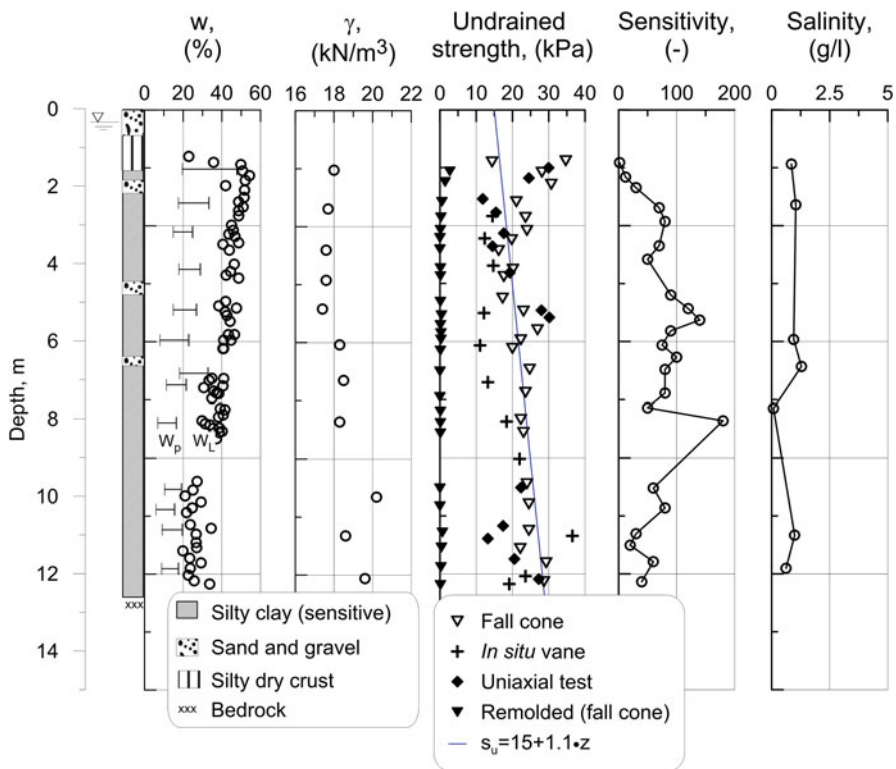 w,
(%)
γ,
(kN/m³)
Undrained
strength, (kPa)
Sensitivity,
(-)
Salinity,
(g/l)
0 20 40 60
16 18 20 22
0 10 20 30 40
0 100 200
0 2.5 5
Depth, m
0
2
4
6
8
10
12
14
Wp WL
xxx
Silty clay (sensitive)
Sand and gravel
Silty dry crust
xxx Bedrock
Fall cone
In situ vane
Uniaxial test
Remolded (fall cone)
su=15+1.1•z